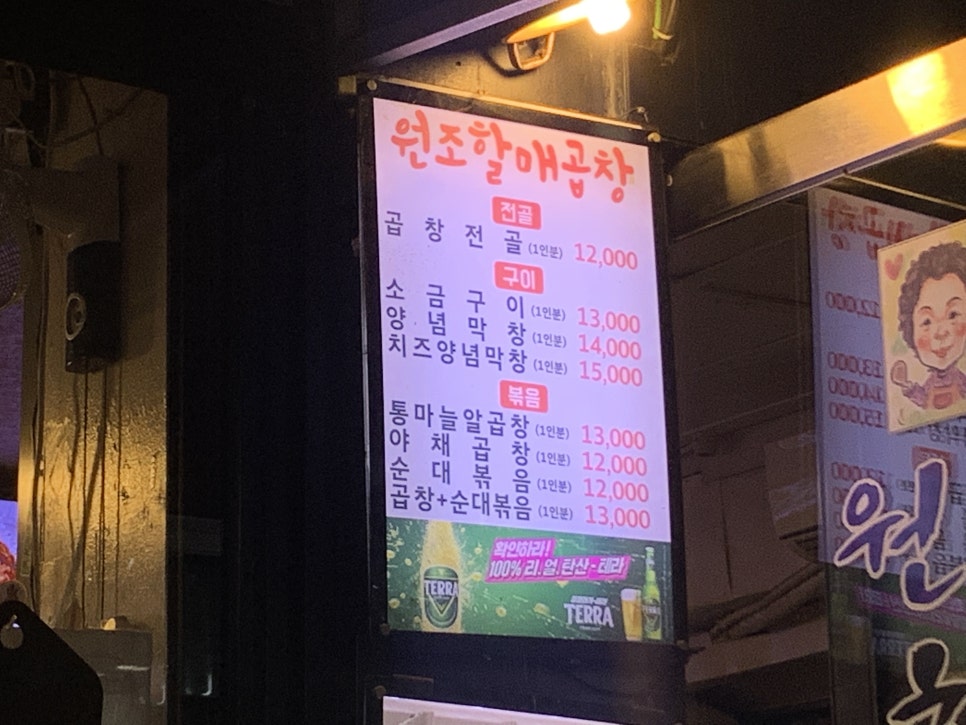 원조할매곱창
전골
곱창전골 (1인분) 12,000
구이
소금구이 (1인분) 13,000
양념막창 (1인분) 14,000
치즈양념막창 (1인분) 15,000
볶음
통마늘알곱창 (1인분) 13,000
야채곱창 (1인분) 12,000
순대볶음 (1인분) 12,000
곱창+순대볶음 (1인분) 13,000
확인하라!
100% 리.얼.탄산-테라
TERRA
TERRA
TERRA
원